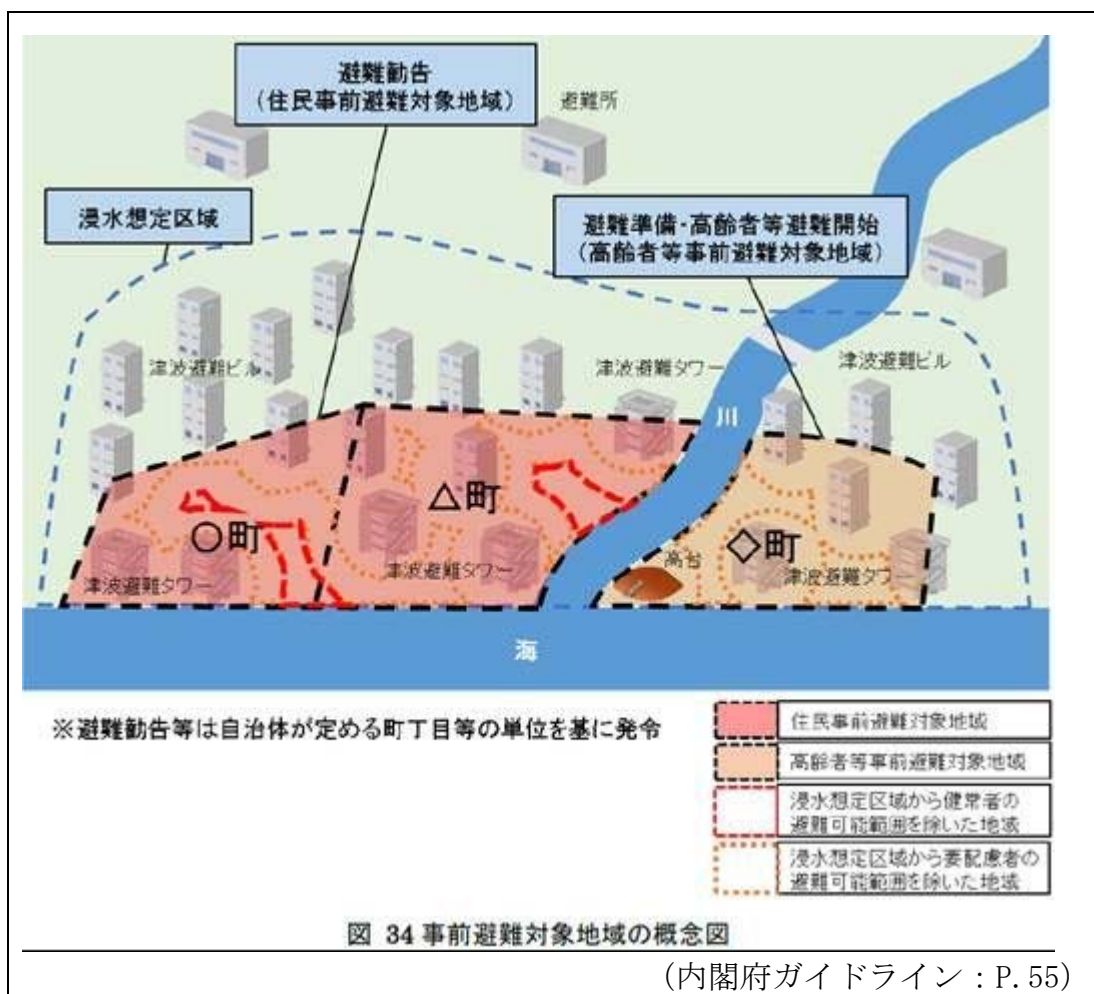 避難勧告
(住民事前避難対象地域)
避難所
浸水想定区域
避難準備・高齢者等避難開始
(高齢者等事前避難対象地域)
津波避難ビル
津波避難タワー
津波避難ビル
川
○町
△町
◇町
高台
津波避難タワー
津波避難タワー
津波避難タワー
海
※避難勧告等は自治体が定める町丁目等の単位を基に発令
住民事前避難対象地域
高齢者等事前避難対象地域
浸水想定区域から健常者の
避難可能範囲を除いた地域
浸水想定区域から要配慮者の
避難可能範囲を除いた地域
図 34 事前避難対象地域の概念図
(内閣府ガイドライン：P.55)